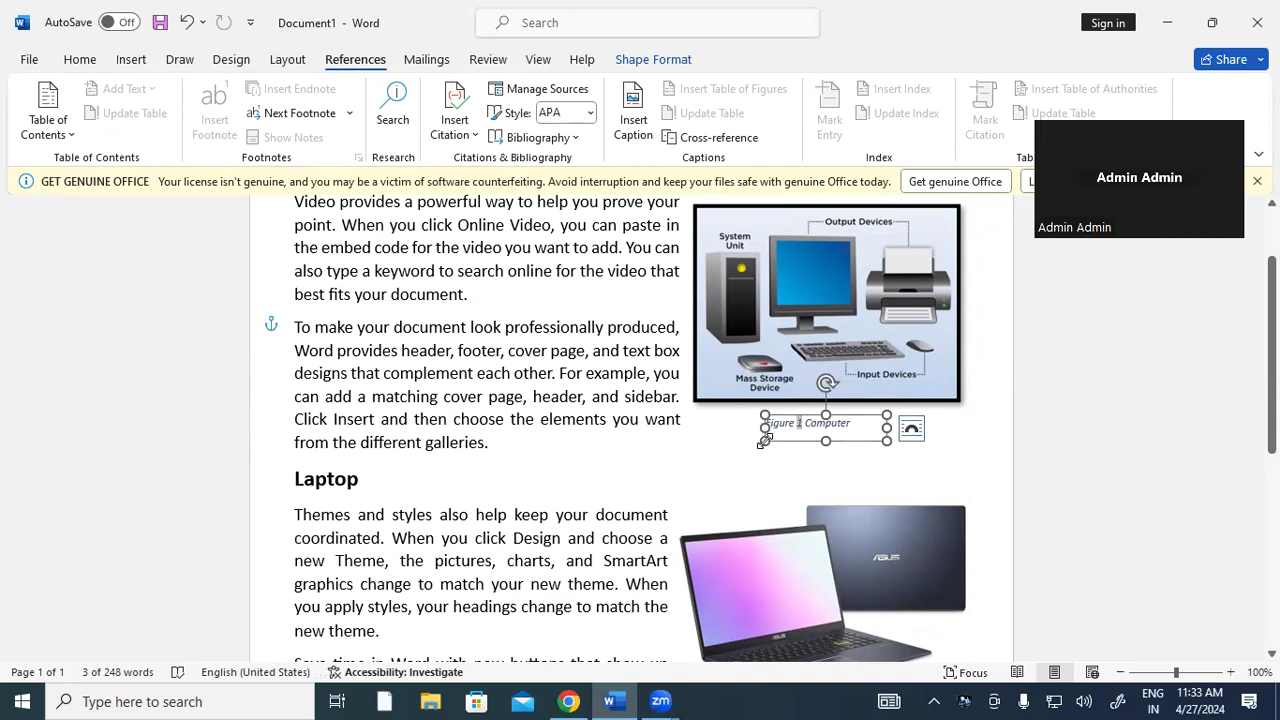 AutoSave Off Document1 - Word Search Sign in
File Home Insert Draw Design Layout References Mailings Review View Help Shape Format Share
Table of Contents
Add Text
Update Table
Table of Contents
ab
Insert Footnote
Insert Endnote
Next Footnote
Show Notes
Footnotes
Search
Research
Insert Citation
Manage Sources
Style: APA
Bibliography
Citations & Bibliography
Insert Caption
Insert Table of Figures
Update Table
Cross-reference
Captions
Mark Entry
Insert Index
Update Index
Index
Mark Citation
Insert Table of Authorities
Update Table
GET GENUINE OFFICE Your license isn't genuine, and you may be a victim of software counterfeiting. Avoid interruption and keep your files safe with genuine Office today. Get genuine Office
Admin Admin
Admin Admin
Video provides a powerful way to help you prove your
point. When you click Online Video, you can paste in
the embed code for the video you want to add. You can
also type a keyword to search online for the video that
best fits your document.
To make your document look professionally produced,
Word provides header, footer, cover page, and text box
designs that complement each other. For example, you
can add a matching cover page, header, and sidebar.
Click Insert and then choose the elements you want
from the different galleries.
Output Devices
System
Unit
Mass Storage
Device
Input Devices
Figure 1 Computer
Laptop
Themes and styles also help keep your document
coordinated. When you click Design and choose a
new Theme, the pictures, charts, and SmartArt
graphics change to match your new theme. When
you apply styles, your headings change to match the
new theme.
Save time in Word with new buttons that show up
ASUS
Page 1 of 1 3 of 248 words English (United States) Accessibility: Investigate Focus 100%
Type here to search
zm
ENG
IN
11:33 AM
4/27/2024